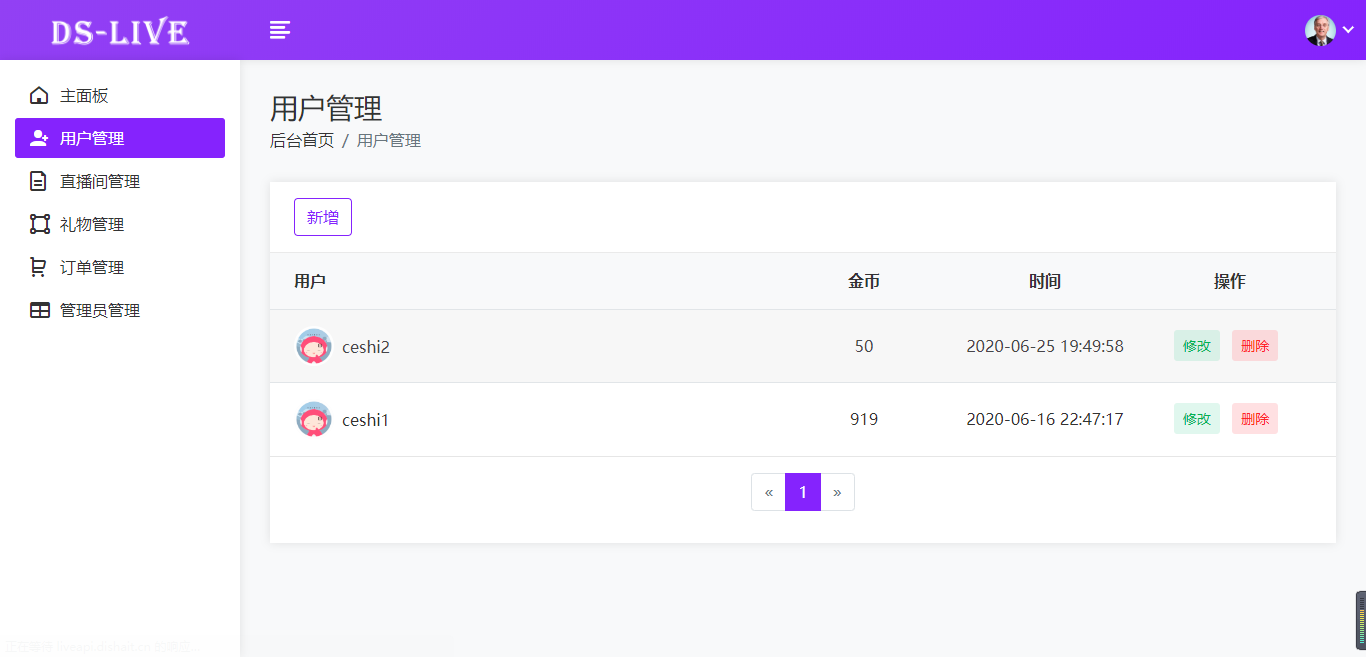 DS-LIVE
主面板
用户管理
直播间管理
礼物管理
订单管理
管理员管理
用户管理
后台首页 / 用户管理
新增
用户 金币 时间 操作
ceshi2 50 2020-06-25 19:49:58 修改 删除
ceshi1 919 2020-06-16 22:47:17 修改 删除
« 1 »